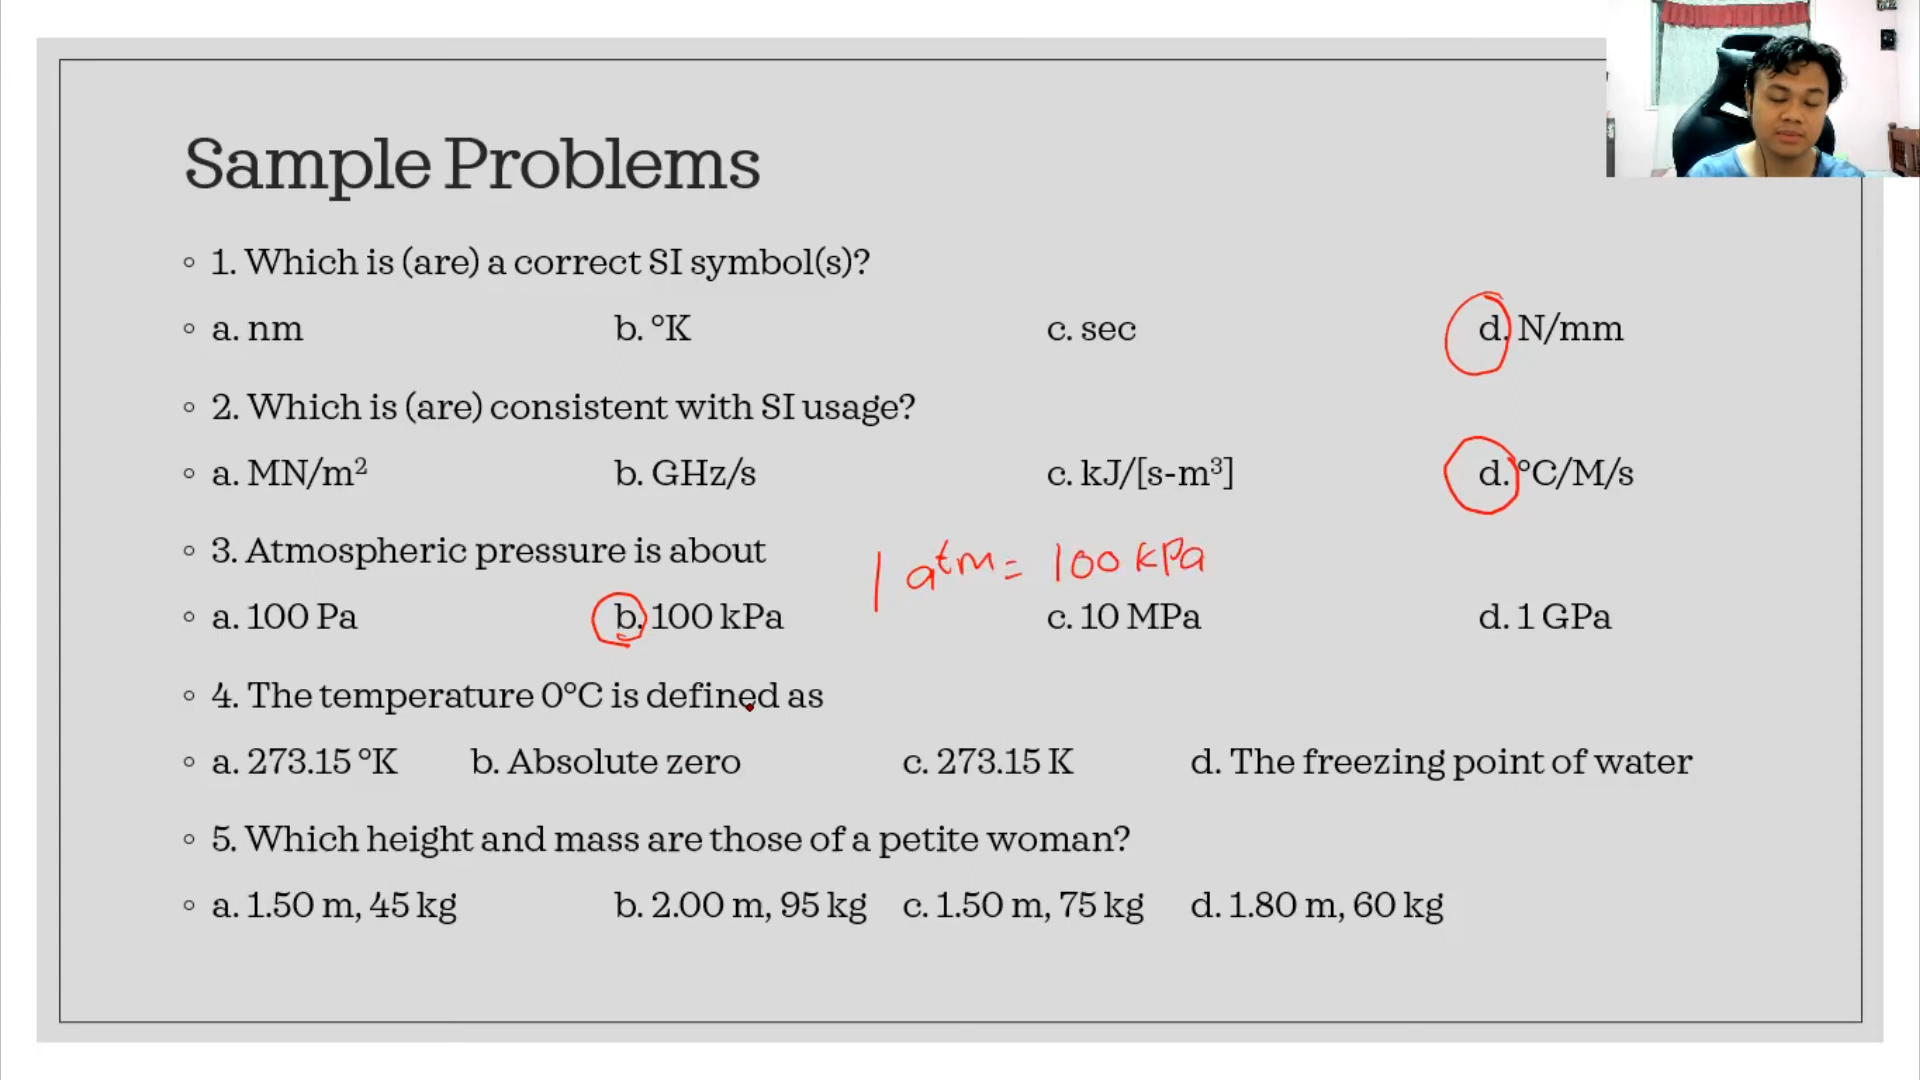 Sample Problems
◦ 1. Which is (are) a correct SI symbol(s)?
◦ a. nm b. °K c. sec d. N/mm
◦ 2. Which is (are) consistent with SI usage?
◦ a. MN/m² b. GHz/s c. kJ/[s-m³] d. °C/M/s
◦ 3. Atmospheric pressure is about
1 atm = 100 kPa
◦ a. 100 Pa b. 100 kPa c. 10 MPa d. 1 GPa
◦ 4. The temperature 0°C is defined as
◦ a. 273.15 °K b. Absolute zero c. 273.15 K d. The freezing point of water
◦ 5. Which height and mass are those of a petite woman?
◦ a. 1.50 m, 45 kg b. 2.00 m, 95 kg c. 1.50 m, 75 kg d. 1.80 m, 60 kg